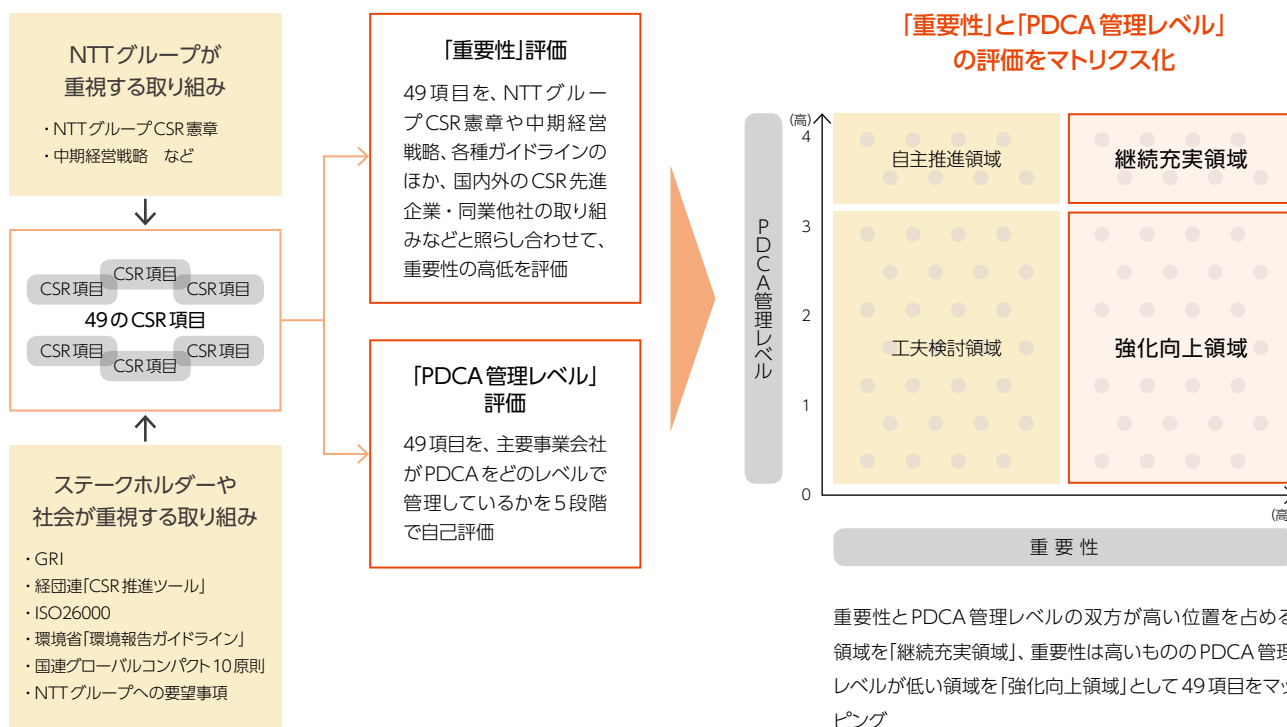 NTTグループが
重視する取り組み
・NTTグループCSR憲章
・中期経営戦略　など
CSR項目
CSR項目
CSR項目
49のCSR項目
CSR項目
CSR項目
CSR項目
ステークホルダーや
社会が重視する取り組み
・GRI
・経団連「CSR推進ツール」
・ISO26000
・環境省「環境報告ガイドライン」
・国連グローバルコンパクト10原則
・NTTグループへの要望事項
「重要性」評価
49項目を、NTTグルー
プCSR憲章や中期経営
戦略、各種ガイドラインの
ほか、国内外のCSR先進
企業・同業他社の取り組
みなどと照らし合わせて、
重要性の高低を評価
「PDCA管理レベル」
評価
49項目を、主要事業会社
がPDCAをどのレベルで
管理しているかを5段階
で自己評価
「重要性」と「PDCA管理レベル」
の評価をマトリクス化
PDCA管理レベル
(高)
4
3
2
1
0
自主推進領域
継続充実領域
工夫検討領域
強化向上領域
(高
重要性
重要性とPDCA管理レベルの双方が高い位置を占める
領域を「継続充実領域」、重要性は高いもののPDCA管理
レベルが低い領域を「強化向上領域」として49項目をマッ
ピング